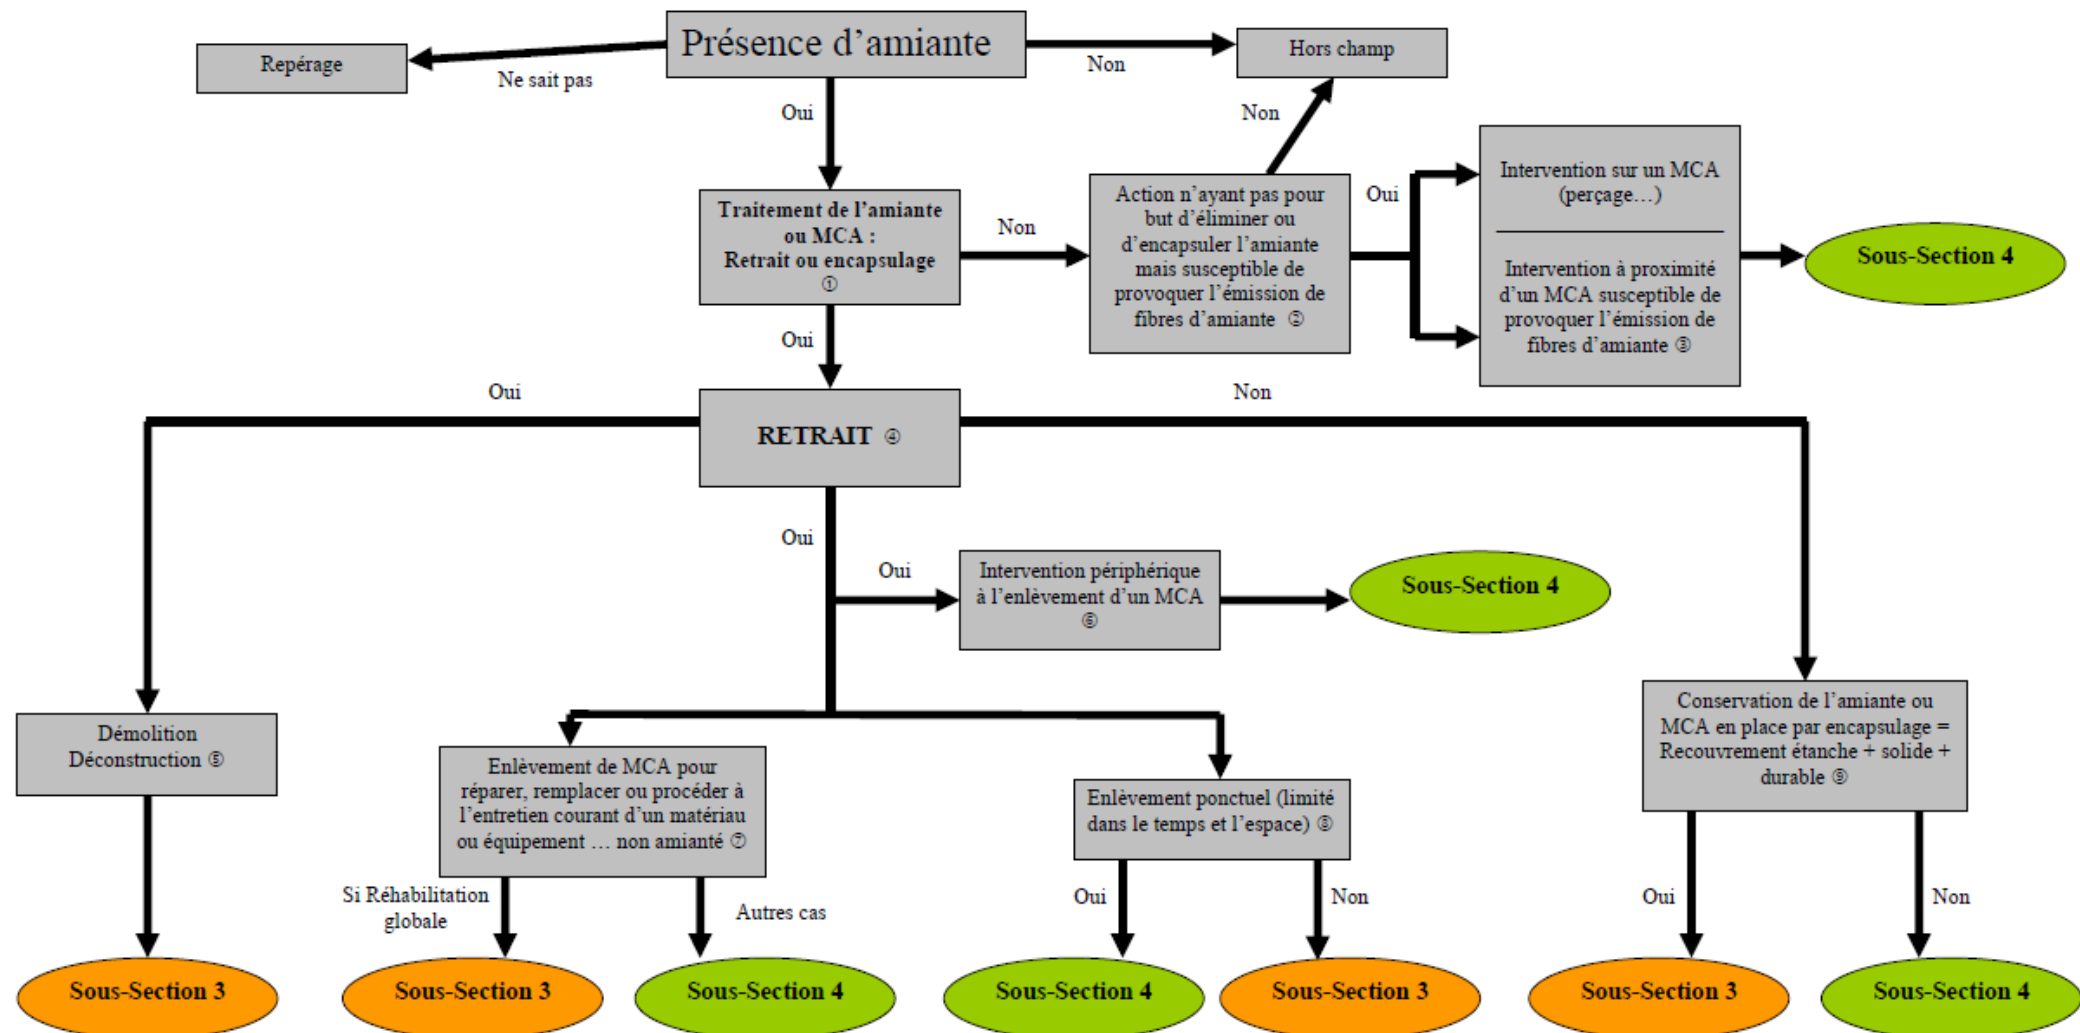 Présence d'amiante
Repérage
Ne sait pas
Non
Hors champ
Oui
Non
Traitement de l'amiante
ou MCA :
Retrait ou encapsulage
①
Non
Action n'ayant pas pour
but d'éliminer ou
d'encapsuler l'amiante
mais susceptible de
provoquer l'émission de
fibres d'amiante ②
Oui
Intervention sur un MCA
(perçage…)
Intervention à proximité
d'un MCA susceptible de
provoquer l'émission de
fibres d'amiante ③
Sous-Section 4
Oui
Oui
Non
RETRAIT ④
Oui
Oui
Intervention périphérique
à l'enlèvement d'un MCA
⑥
Sous-Section 4
Démolition
Déconstruction ⑤
Enlèvement de MCA pour
réparer, remplacer ou procéder à
l'entretien courant d'un matériau
ou équipement … non amianté ⑦
Enlèvement ponctuel (limité
dans le temps et l'espace) ⑧
Conservation de l'amiante ou
MCA en place par encapsulage =
Recouvrement étanche + solide +
durable ⑨
Si Réhabilitation
globale
Autres cas
Oui
Non
Oui
Non
Sous-Section 3
Sous-Section 3
Sous-Section 4
Sous-Section 4
Sous-Section 3
Sous-Section 3
Sous-Section 4